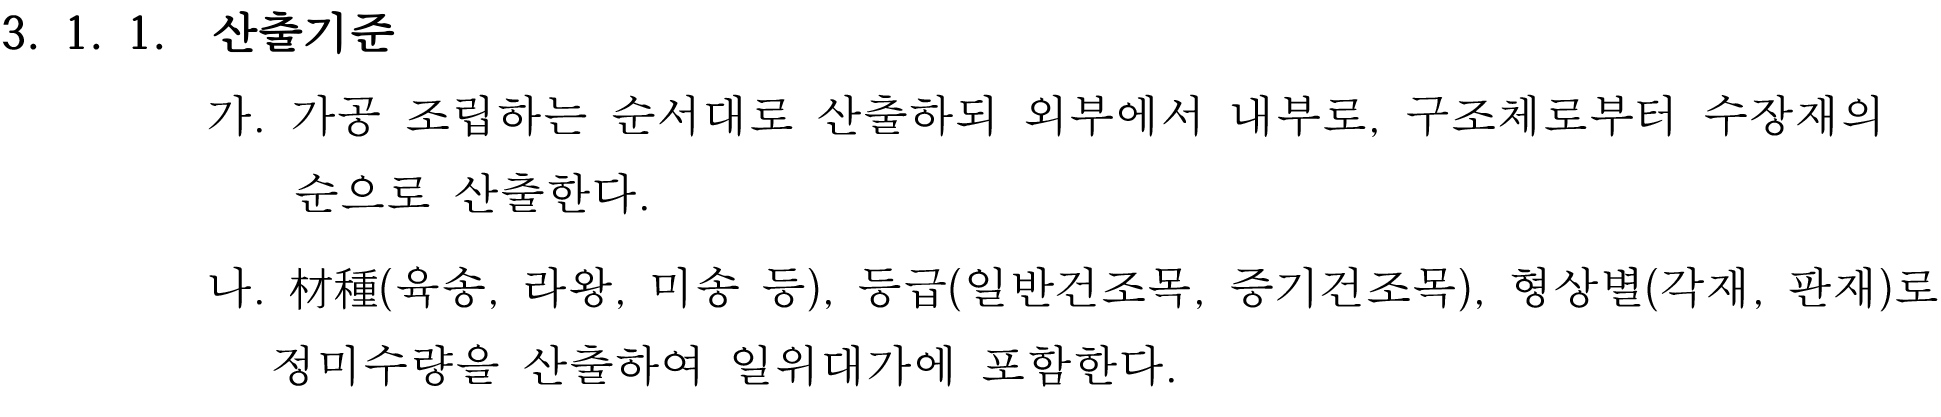 3. 1. 1. 산출기준
가. 가공 조립하는 순서대로 산출하되 외부에서 내부로, 구조체로부터 수장재의
순으로 산출한다.
나. 材種(육송, 라왕, 미송 등), 등급(일반건조목, 증기건조목), 형상별(각재, 판재)로
정미수량을 산출하여 일위대가에 포함한다.